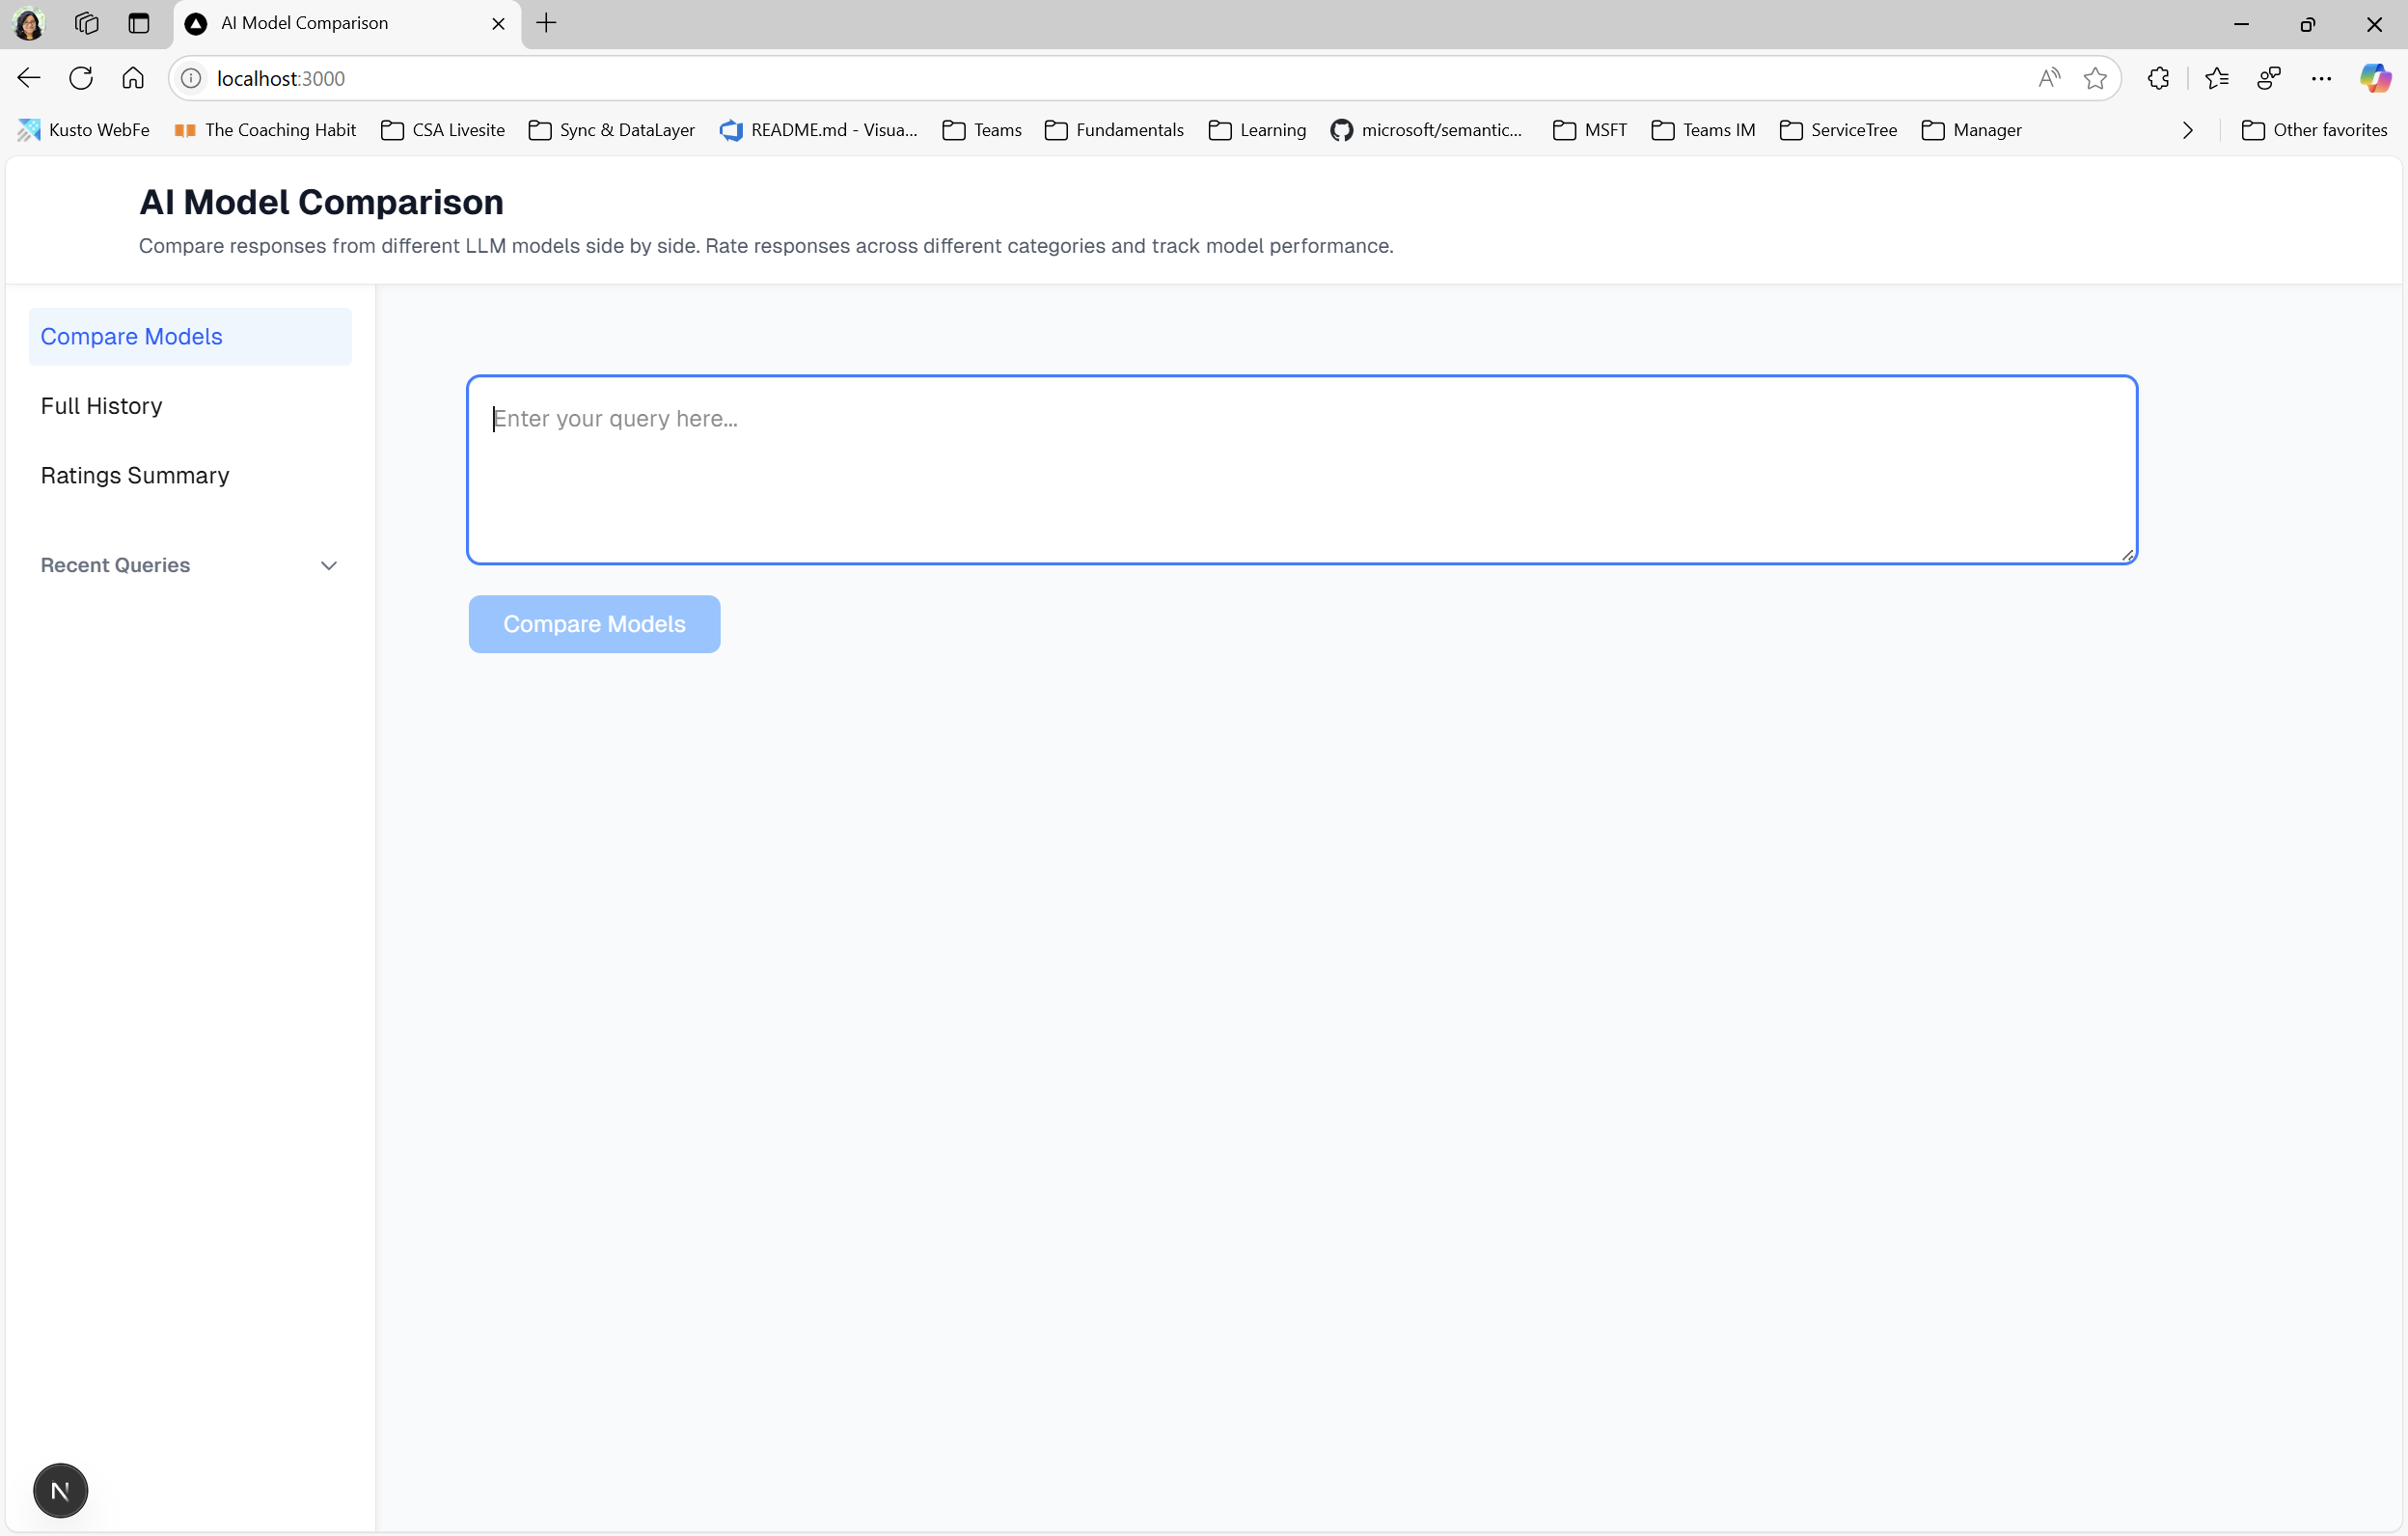 AI Model Comparison
localhost:3000
Kusto WebFe The Coaching Habit CSA Livesite Sync & DataLayer README.md - Visua... Teams Fundamentals Learning microsoft/semantic... MSFT Teams IM ServiceTree Manager Other favorites
AI Model Comparison
Compare responses from different LLM models side by side. Rate responses across different categories and track model performance.
Compare Models
Full History
Ratings Summary
Recent Queries
Enter your query here...
Compare Models
N